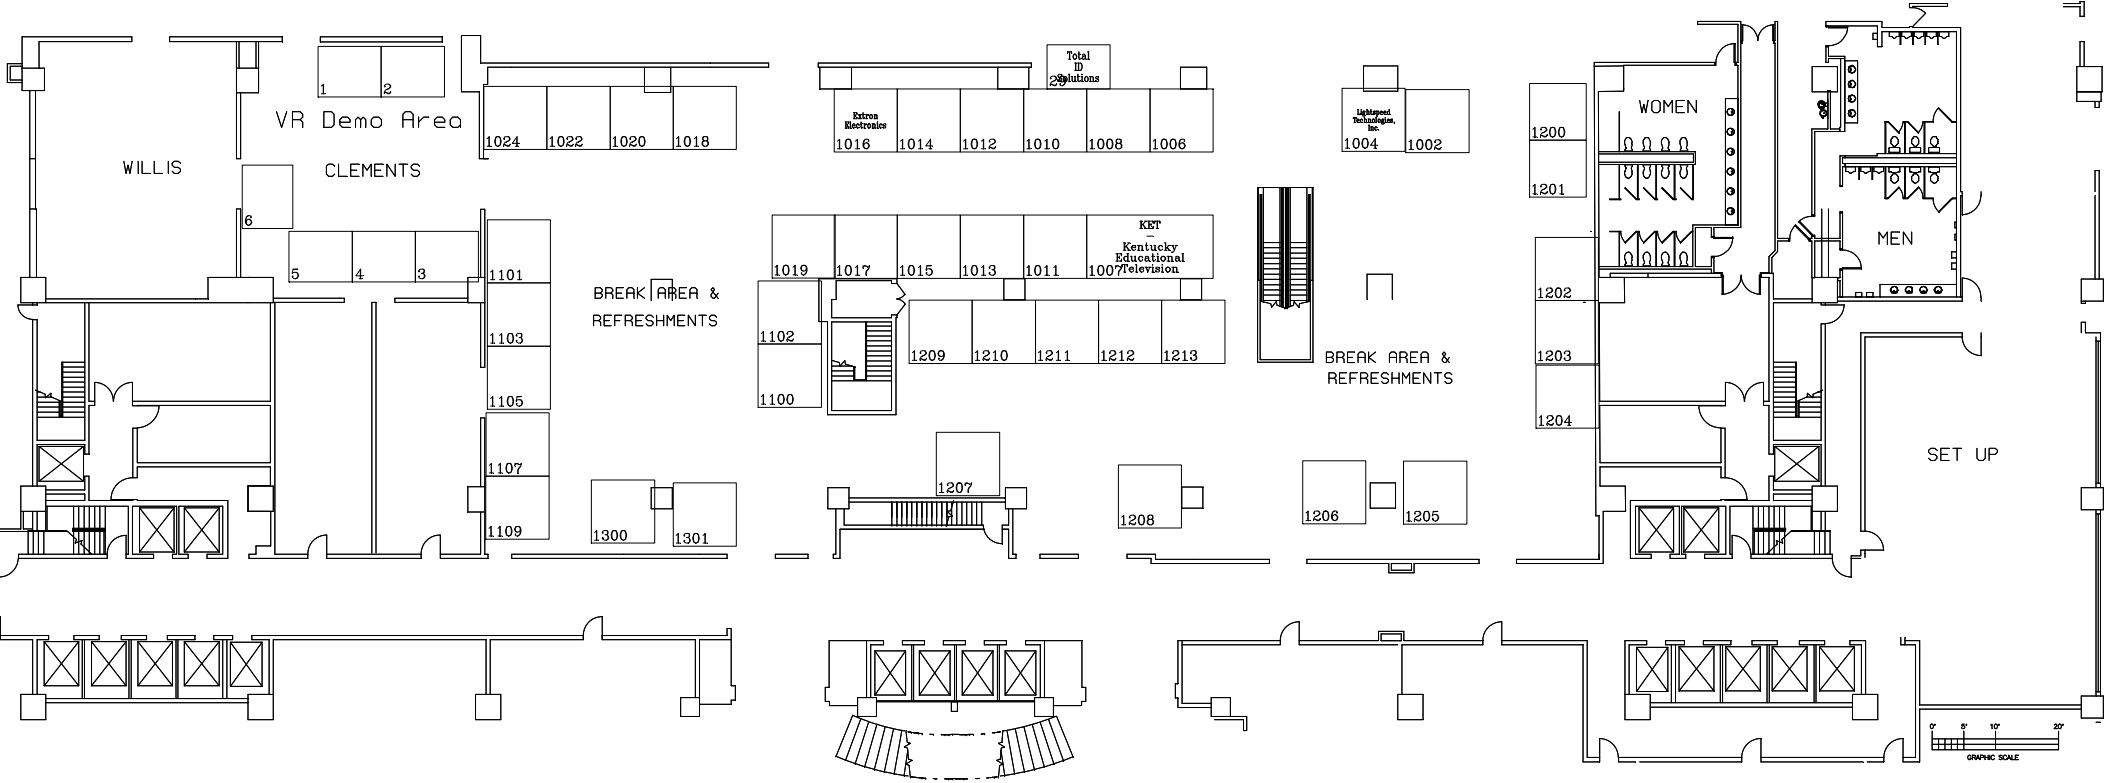 Total
ID
Solutions
29
1
2
VR Demo Area
WILLIS
CLEMENTS
1024
1022
1020
1018
Extron
Electronics
1016
1014
1012
1010
1008
1006
Lightspeed
Technologies,
Inc.
1004
1002
1200
1201
WOMEN
MEN
6
5
4
3
1101
1103
1105
1107
1109
BREAK AREA &
REFRESHMENTS
1019
1017
1015
1013
1011
1007
KET
–
Kentucky
Educational
Television
1102
1100
1209
1210
1211
1212
1213
BREAK AREA &
REFRESHMENTS
1202
1203
1204
SET UP
1300
1301
1207
1208
1206
1205
0' 5' 10' 20'
GRAPHIC SCALE